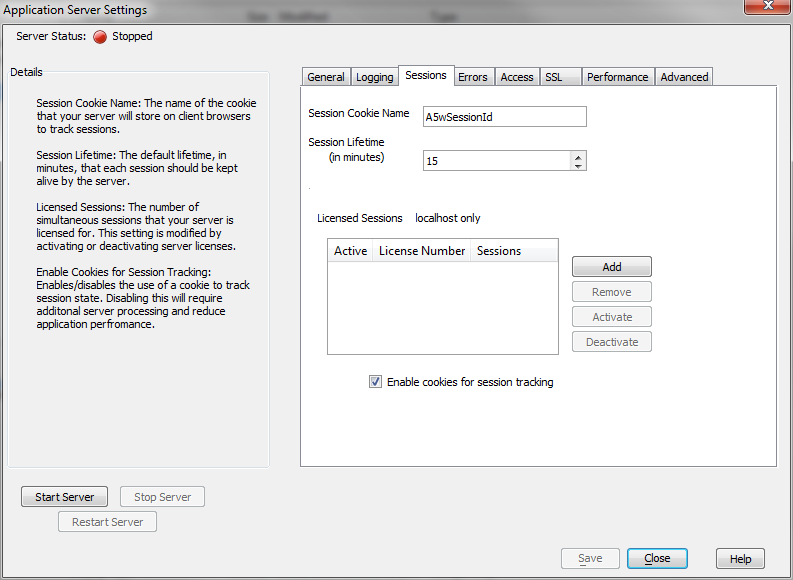 Application Server Settings
Server Status: Stopped
Details
Session Cookie Name: The name of the cookie
that your server will store on client browsers
to track sessions.
Session Lifetime: The default lifetime, in
minutes, that each session should be kept
alive by the server.
Licensed Sessions: The number of
simultaneous sessions that your server is
licensed for. This setting is modified by
activating or deactivating server licenses.
Enable Cookies for Session Tracking:
Enables/disables the use of a cookie to track
session state. Disabling this will require
additonal server processing and reduce
application perfromance.
General Logging Sessions Errors Access SSL Performance Advanced
Session Cookie Name A5wSessionId
Session Lifetime
(in minutes) 15
Licensed Sessions localhost only
Active License Number Sessions
Add
Remove
Activate
Deactivate
Enable cookies for session tracking
Start Server Stop Server
Restart Server
Save Close Help